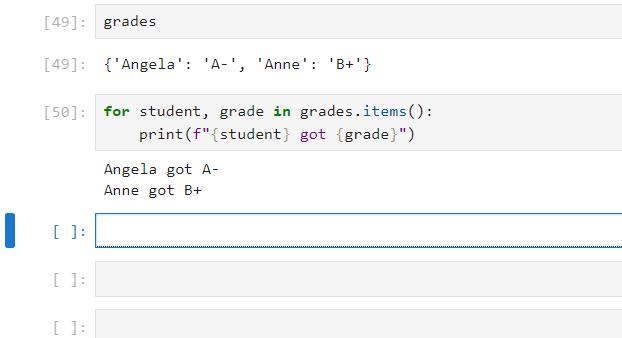 [49]: grades
[49]: {'Angela': 'A-', 'Anne': 'B+'}
[50]: for student, grade in grades.items():
    print(f"{student} got {grade}")
Angela got A-
Anne got B+
[ ]:
[ ]:
[ ]: